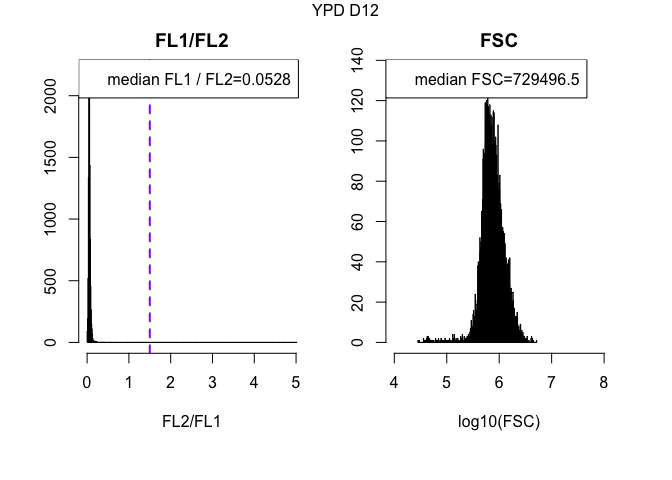 YPD D12
FL1/FL2
median FL1 / FL2=0.0528
0
500
1000
1500
2000
0 1 2 3 4 5
FL2/FL1
FSC
median FSC=729496.5
0
20
40
60
80
100
120
140
4 5 6 7 8
log10(FSC)